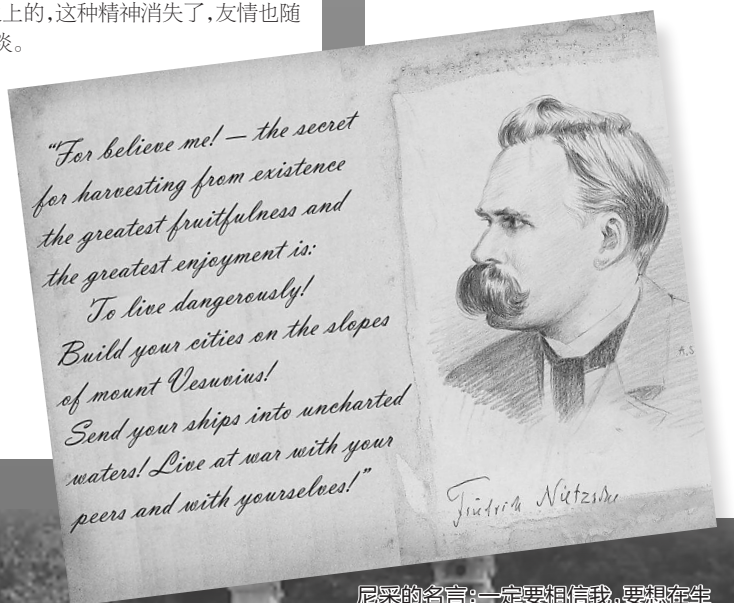 上的,这种精神消失了,友情也随
淡。
“For believe me! — the secret
for harvesting from existence
the greatest fruitfulness and
the greatest enjoyment is:
To live dangerously!
Build your cities on the slopes
of mount Vesuvius!
Send your ships into uncharted
waters! Live at war with your
peers and with yourselves!”
A.S
Friedrich Nietzsche
尼采的名言：一定要相信我，要想在生